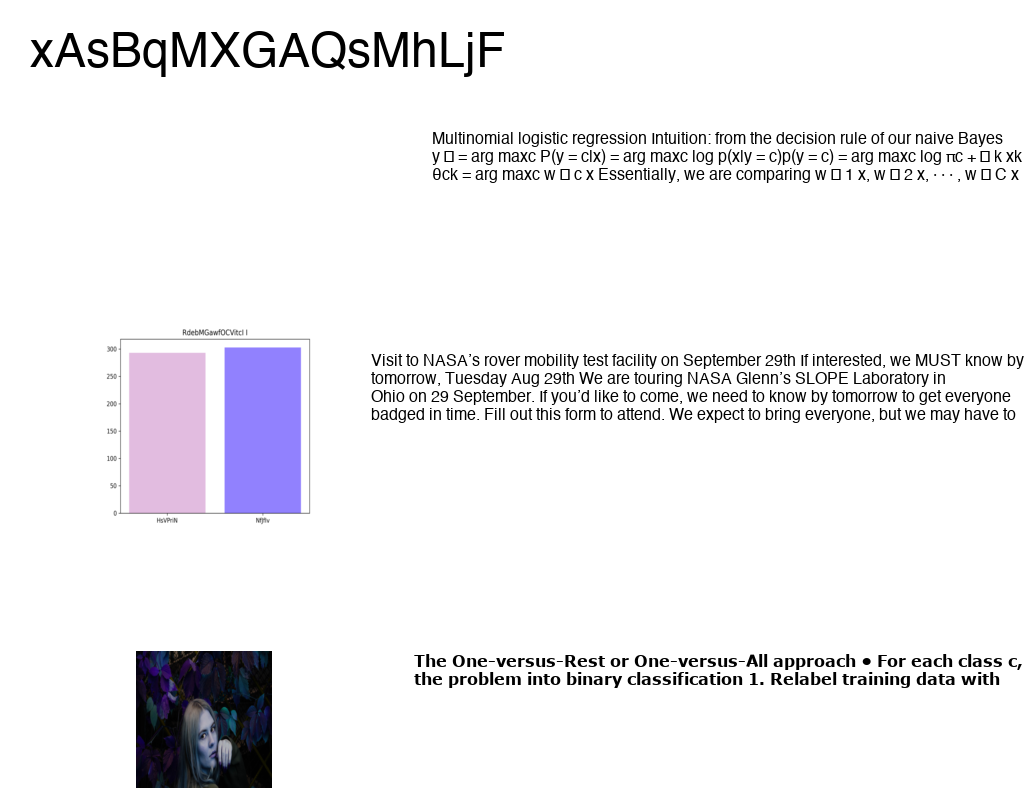 xAsBqMXGAQsMhLjF
Multinomial logistic regression Intuition: from the decision rule of our naive Bayes
y □ = arg maxc P(y = c|x) = arg maxc log p(x|y = c)p(y = c) = arg maxc log πc + □ k xk
θck = arg maxc w □ c x Essentially, we are comparing w □ 1 x, w □ 2 x, · · · , w □ C x
RdebMGawfOCVitcI I
300
250
200
150
100
50
0
HsVPriN
Visit to NASA’s rover mobility test facility on September 29th If interested, we MUST know by
tomorrow, Tuesday Aug 29th We are touring NASA Glenn’s SLOPE Laboratory in
Ohio on 29 September. If you’d like to come, we need to know by tomorrow to get everyone
badged in time. Fill out this form to attend. We expect to bring everyone, but we may have to
The One-versus-Rest or One-versus-All approach • For each class c,
the problem into binary classification 1. Relabel training data with